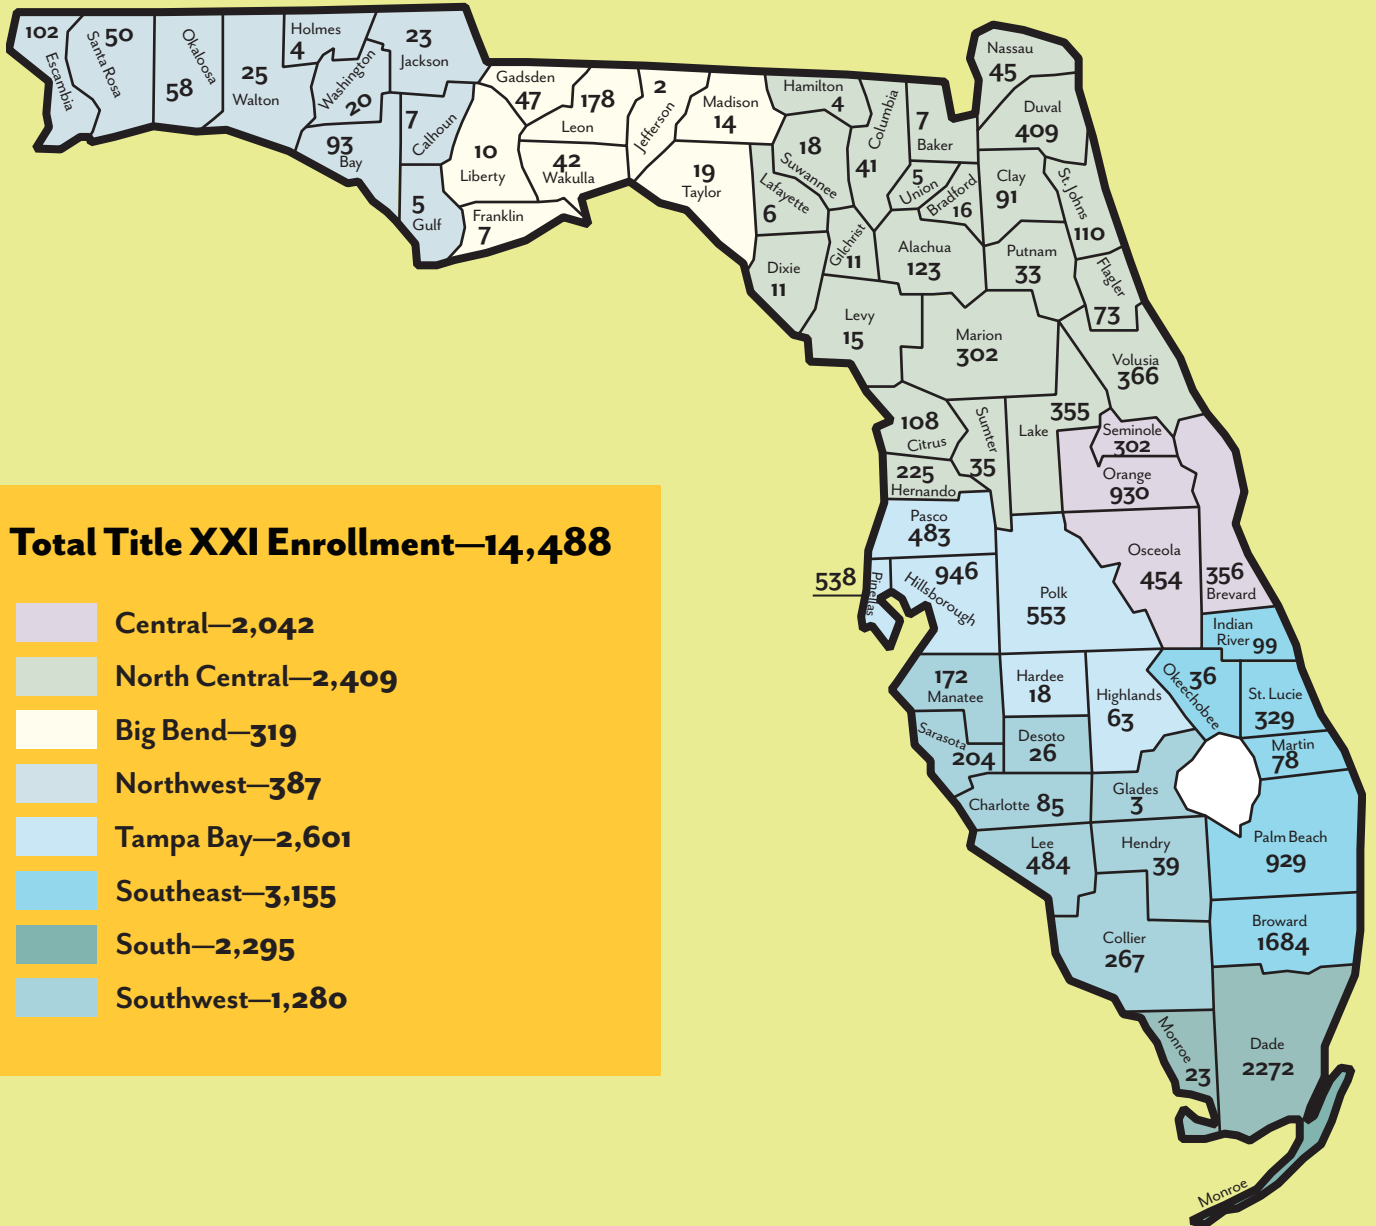 102
Escambia
50
Santa Rosa
Okaloosa
58
25
Walton
Holmes
4
Washington
20
23
Jackson
93
Bay
7
Calhoun
5
Gulf
Gadsden
47
178
Leon
10
Liberty
42
Wakulla
Franklin
7
2
Jefferson
Madison
14
19
Taylor
Hamilton
4
18
Suwannee
Lafayette
6
Columbia
41
7
Baker
Nassau
45
Duval
409
5
Union
Bradford
16
Clay
91
St. Johns
110
Dixie
11
Gilchrist
11
Alachua
123
Putnam
33
Flagler
73
Levy
15
Marion
302
Volusia
366
108
Citrus
Sumter
35
355
Lake
Seminole
302
225
Hernando
Orange
930
Pasco
483
538
Pinellas
946
Hillsborough
Polk
553
Osceola
454
356
Brevard
Indian
River 99
172
Manatee
Hardee
18
Highlands
63
36
Okeechobee
St. Lucie
329
Sarasota
204
Desoto
26
Martin
78
Charlotte 85
Glades
3
Lee
484
Hendry
39
Palm Beach
929
Collier
267
Broward
1684
Monroe
23
Dade
2272
Monroe
Total Title XXI Enrollment—14,488
Central—2,042
North Central—2,409
Big Bend—319
Northwest—387
Tampa Bay—2,601
Southeast—3,155
South—2,295
Southwest—1,280